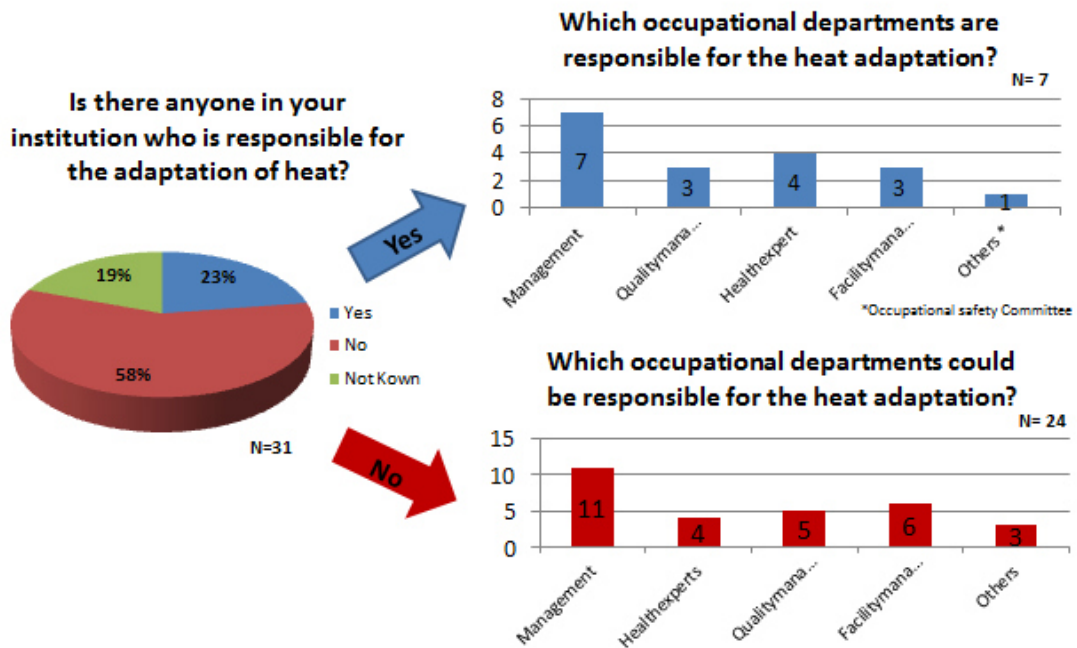 Is there anyone in your
institution who is responsible for
the adaptation of heat?
19%
23%
58%
Yes
No
Not Kown
N=31
Yes
No
Which occupational departments are
responsible for the heat adaptation?
N= 7
8
6
4
2
0
7
3
4
3
1
Management
Qualitymana...
Healthexpert
Facilitymana...
Others *
*Occupational safety Committee
Which occupational departments could
be responsible for the heat adaptation?
N= 24
15
10
5
0
11
4
5
6
3
Management
Healthexperts
Qualitymana...
Facilitymana...
Others